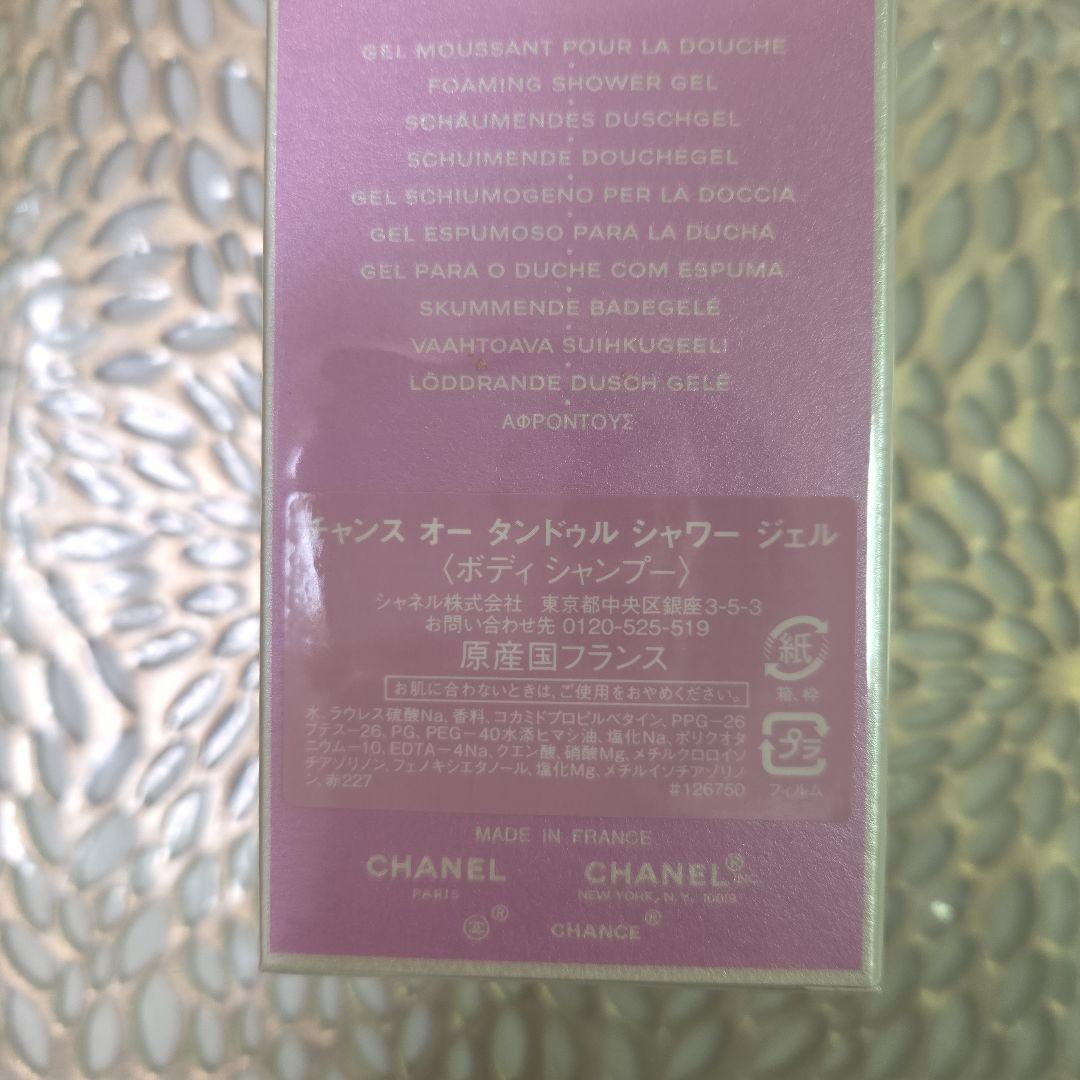 GEL MOUSSANT POUR LA DOUCHE
FOAMING SHOWER GEL
SCHÄUMENDES DUSCHGEL
SCHUIMENDE DOUCHEGEL
GEL SCHIUMOGENO PER LA DOCCIA
GEL ESPUMOSO PARA LA DUCHA
GEL PARA O DUCHE COM ESPUMA
SKUMMENDE BADEGELÉ
VAAHTOAVA SUIHKUGEELI
LÖDDRANDE DUSCH GELÉ
ΑΦΡΟΝΤΟΥΣ
チャンス オー タンドゥル シャワー ジェル
〈ボディ シャンプー〉
シャネル株式会社 東京都中央区銀座3-5-3
お問い合わせ先 0120-525-519
原産国フランス
紙
箱、枠
お肌に合わないときは、ご使用をおやめください。
水、ラウレス硫酸Na、香料、コカミドプロピルベタイン、PPG-26
ブテス-26、PG、PEG-40水添ヒマシ油、塩化Na、ポリクオタ
ニウム-10、EDTA-4Na、クエン酸、硝酸Mg、メチルクロロイソ
チアゾリノン、フェノキシエタノール、塩化Mg、メチルイソチアゾリノ
ン、赤227 #126750
プラ
フィルム
MADE IN FRANCE
CHANEL CHANEL® INC.
PARIS NEW YORK, N.Y. 10019
® CHANCE®